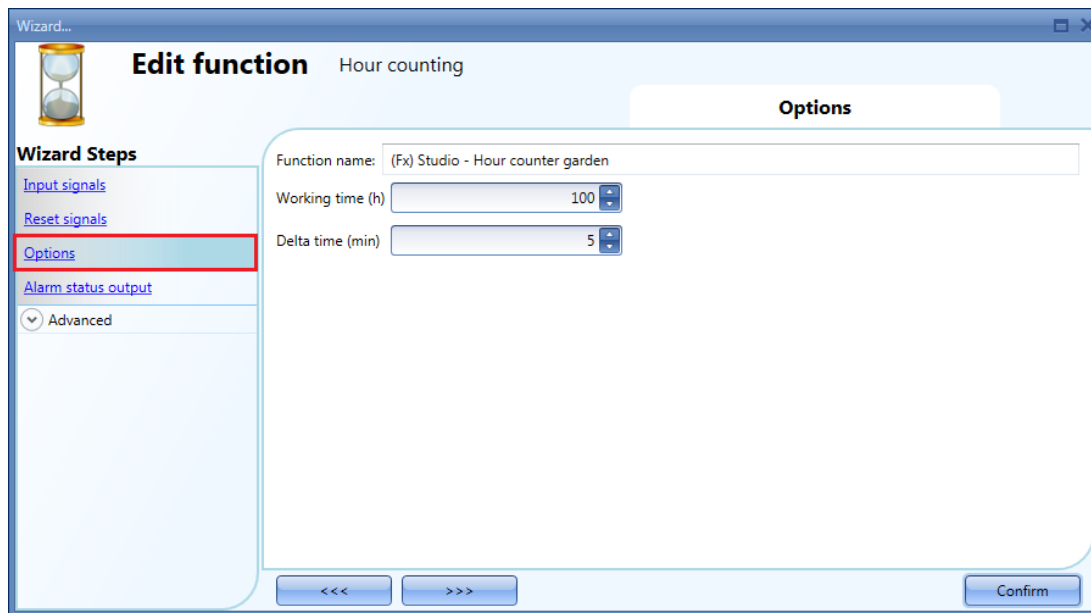 Wizard...
Edit function Hour counting
Options
Wizard Steps
Input signals
Reset signals
Options
Alarm status output
Advanced
Function name: (Fx) Studio - Hour counter garden
Working time (h) 100
Delta time (min) 5
<<< >>> Confirm